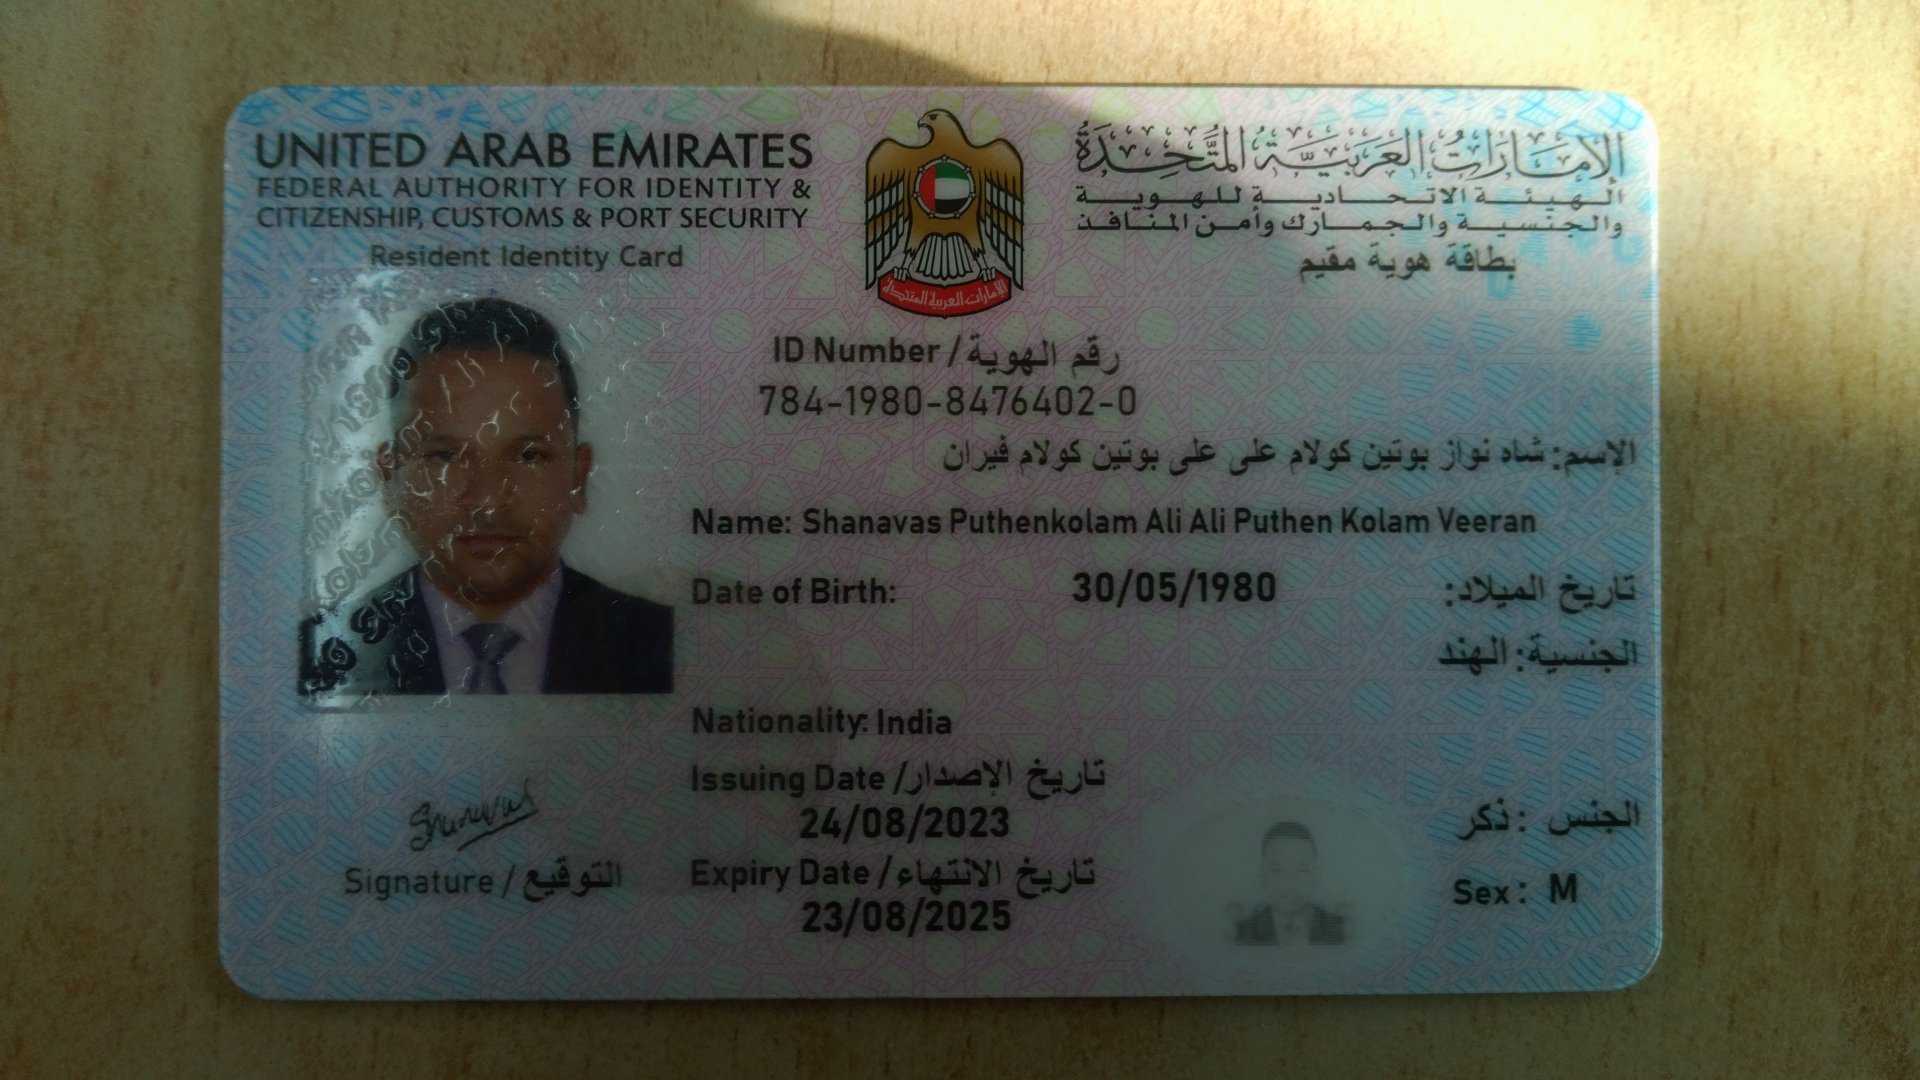 UNITED ARAB EMIRATES
FEDERAL AUTHORITY FOR IDENTITY &
CITIZENSHIP, CUSTOMS & PORT SECURITY
Resident Identity Card
الإمارات العربية المتحدة
الهيئة الاتحادية للهوية
والجنسية والجمارك وأمن المنافذ
بطاقة هوية مقيم
الإمارات العربية المتحدة
ID Number / رقم الهوية
784-1980-8476402-0
الاسم: شاه نواز بوتين كولام على على بوتين كولام فيران
Name: Shanavas Puthenkolam Ali Ali Puthen Kolam Veeran
Date of Birth: 30/05/1980 تاريخ الميلاد:
الجنسية: الهند
Nationality: India
Issuing Date / تاريخ الإصدار
24/08/2023
Expiry Date / تاريخ الانتهاء
23/08/2025
الجنس : ذكر
Sex : M
Signature / التوقيع